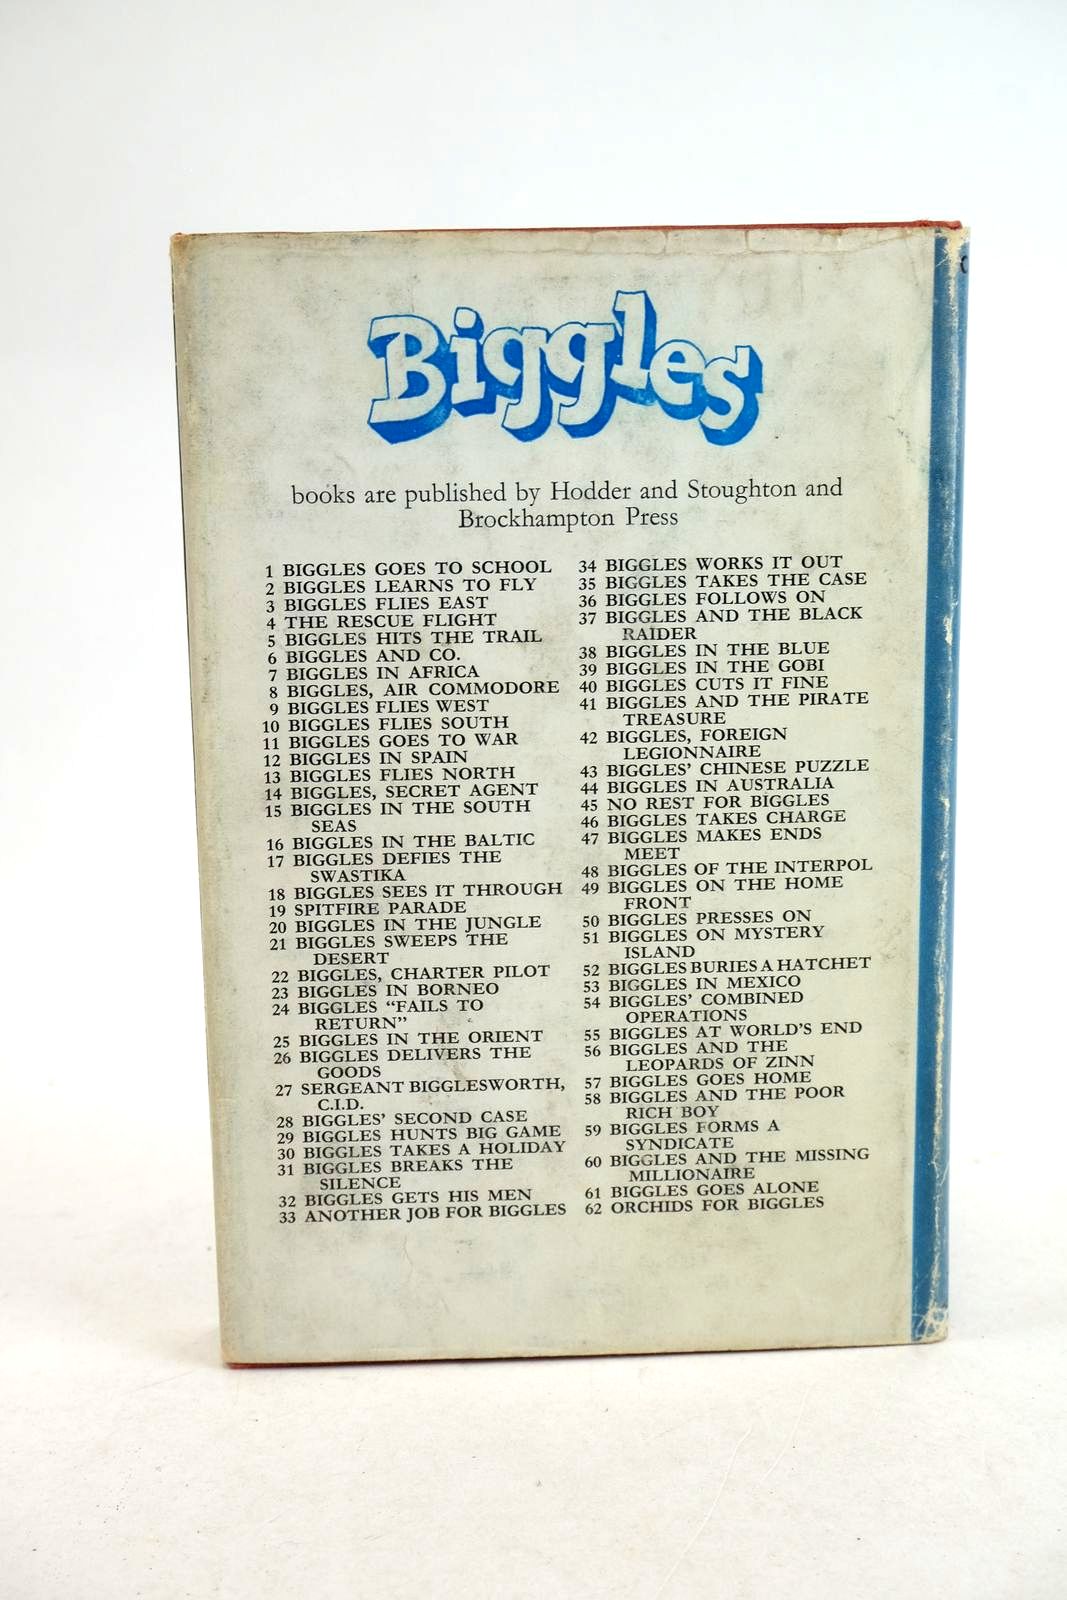 Biggles
books are published by Hodder and Stoughton and
Brockhampton Press
1 BIGGLES GOES TO SCHOOL
2 BIGGLES LEARNS TO FLY
3 BIGGLES FLIES EAST
4 THE RESCUE FLIGHT
5 BIGGLES HITS THE TRAIL
6 BIGGLES AND CO.
7 BIGGLES IN AFRICA
8 BIGGLES, AIR COMMODORE
9 BIGGLES FLIES WEST
10 BIGGLES FLIES SOUTH
11 BIGGLES GOES TO WAR
12 BIGGLES IN SPAIN
13 BIGGLES FLIES NORTH
14 BIGGLES, SECRET AGENT
15 BIGGLES IN THE SOUTH
SEAS
16 BIGGLES IN THE BALTIC
17 BIGGLES DEFIES THE
SWASTIKA
18 BIGGLES SEES IT THROUGH
19 SPITFIRE PARADE
20 BIGGLES IN THE JUNGLE
21 BIGGLES SWEEPS THE
DESERT
22 BIGGLES, CHARTER PILOT
23 BIGGLES IN BORNEO
24 BIGGLES "FAILS TO
RETURN"
25 BIGGLES IN THE ORIENT
26 BIGGLES DELIVERS THE
GOODS
27 SERGEANT BIGGLESWORTH,
C.I.D.
28 BIGGLES' SECOND CASE
29 BIGGLES HUNTS BIG GAME
30 BIGGLES TAKES A HOLIDAY
31 BIGGLES BREAKS THE
SILENCE
32 BIGGLES GETS HIS MEN
33 ANOTHER JOB FOR BIGGLES
34 BIGGLES WORKS IT OUT
35 BIGGLES TAKES THE CASE
36 BIGGLES FOLLOWS ON
37 BIGGLES AND THE BLACK
RAIDER
38 BIGGLES IN THE BLUE
39 BIGGLES IN THE GOBI
40 BIGGLES CUTS IT FINE
41 BIGGLES AND THE PIRATE
TREASURE
42 BIGGLES, FOREIGN
LEGIONNAIRE
43 BIGGLES' CHINESE PUZZLE
44 BIGGLES IN AUSTRALIA
45 NO REST FOR BIGGLES
46 BIGGLES TAKES CHARGE
47 BIGGLES MAKES ENDS
MEET
48 BIGGLES OF THE INTERPOL
49 BIGGLES ON THE HOME
FRONT
50 BIGGLES PRESSES ON
51 BIGGLES ON MYSTERY
ISLAND
52 BIGGLES BURIES A HATCHET
53 BIGGLES IN MEXICO
54 BIGGLES' COMBINED
OPERATIONS
55 BIGGLES AT WORLD'S END
56 BIGGLES AND THE
LEOPARDS OF ZINN
57 BIGGLES GOES HOME
58 BIGGLES AND THE POOR
RICH BOY
59 BIGGLES FORMS A
SYNDICATE
60 BIGGLES AND THE MISSING
MILLIONAIRE
61 BIGGLES GOES ALONE
62 ORCHIDS FOR BIGGLES